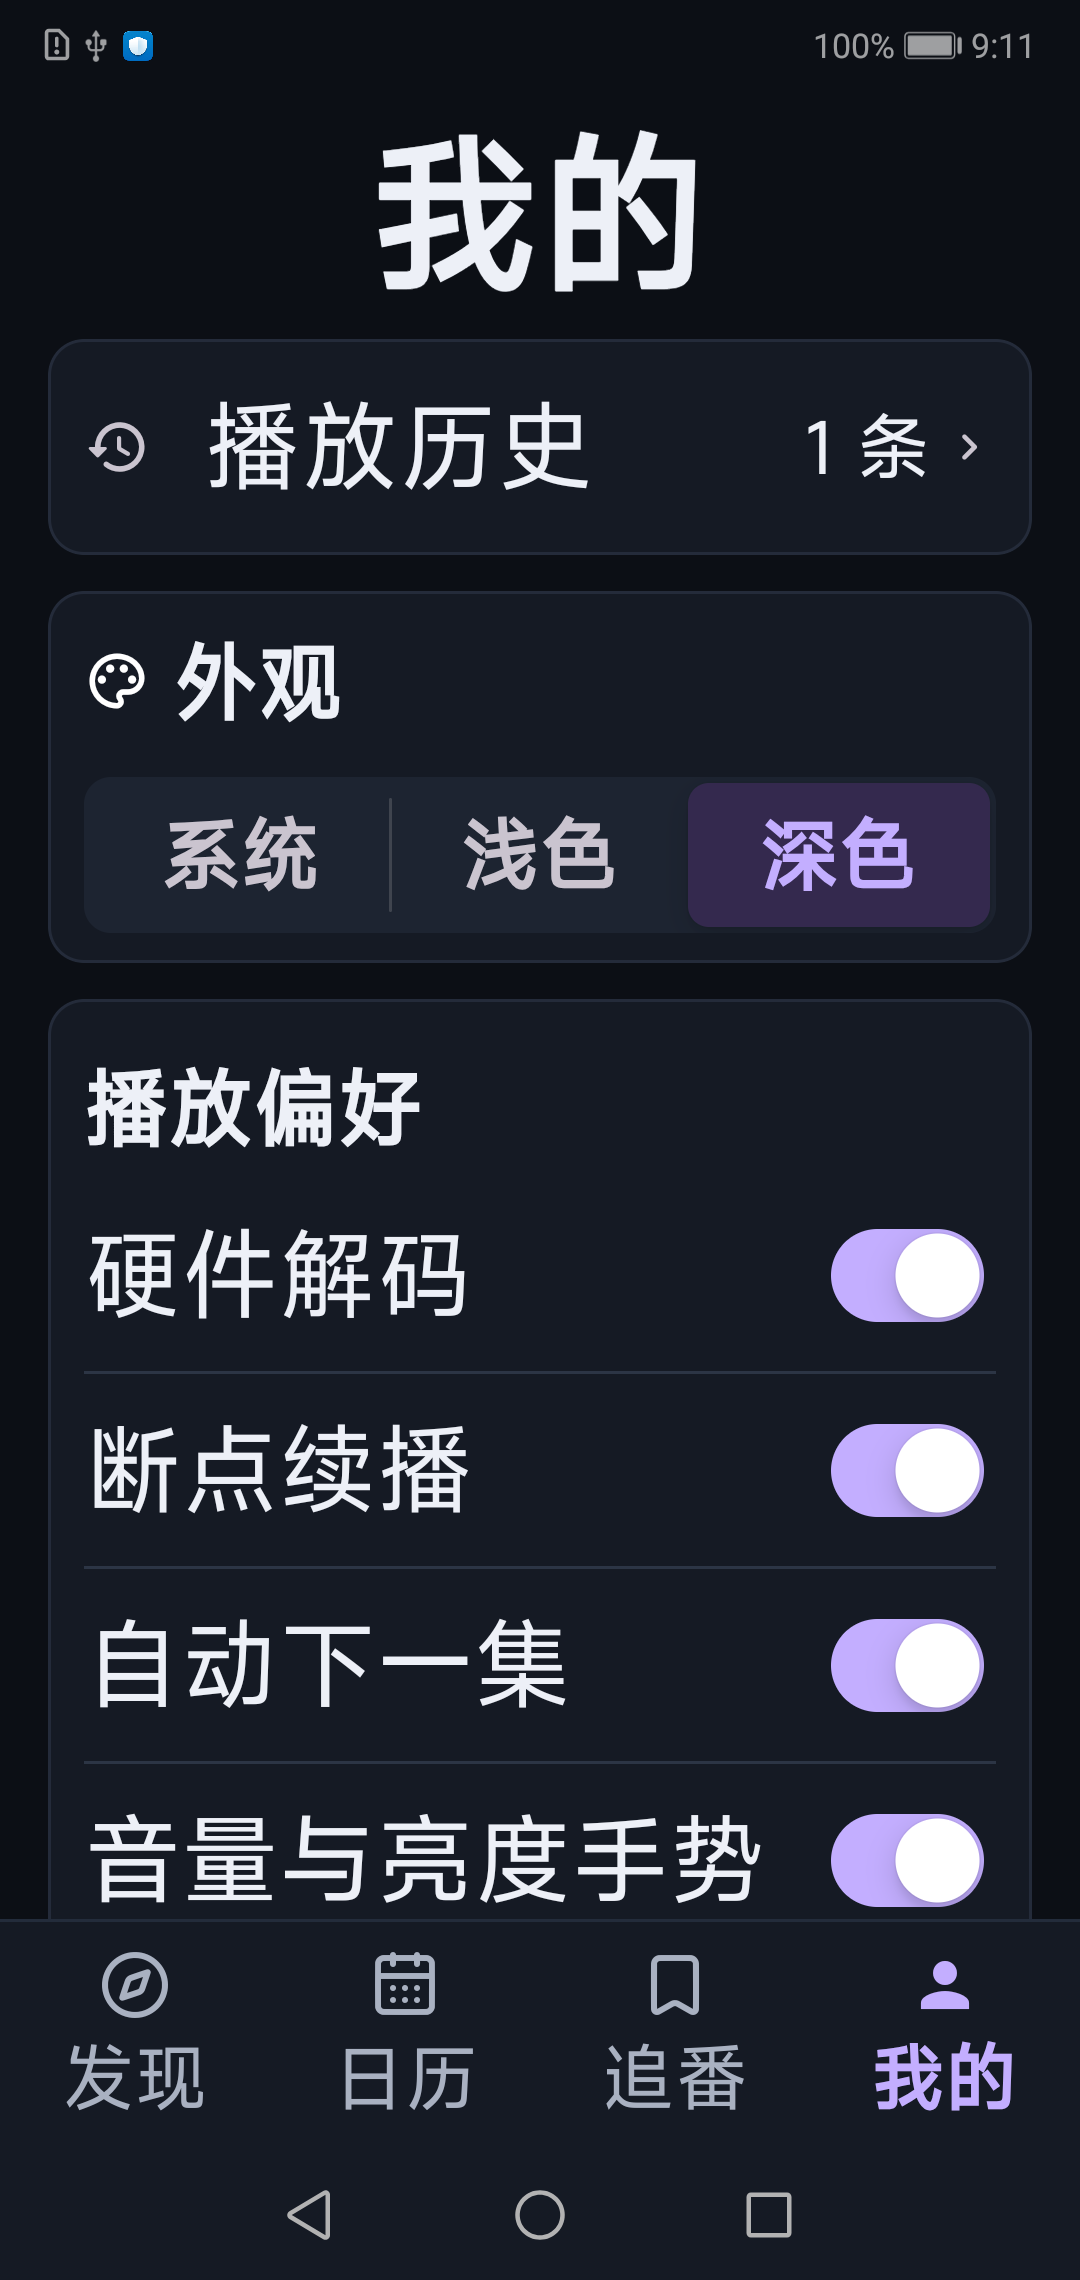 100% 9:11
我的
播放历史 1 条
外观
系统 浅色 深色
播放偏好
硬件解码
断点续播
自动下一集
音量与亮度手势
发现 日历 追番 我的